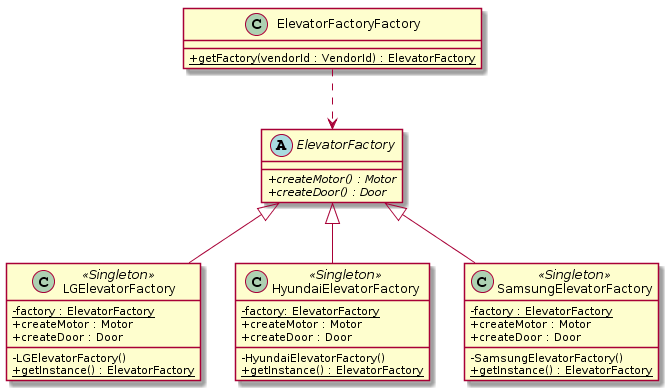 C ElevatorFactoryFactory
+getFactory(vendorId : VendorId) : ElevatorFactory
A ElevatorFactory
+createMotor() : Motor
+createDoor() : Door
C «Singleton»
LGElevatorFactory
-factory : ElevatorFactory
+createMotor : Motor
+createDoor : Door
-LGElevatorFactory()
+getInstance() : ElevatorFactory
C «Singleton»
HyundaiElevatorFactory
-factory: ElevatorFactory
+createMotor : Motor
+createDoor : Door
-HyundaiElevatorFactory()
+getInstance() : ElevatorFactory
C «Singleton»
SamsungElevatorFactory
-factory : ElevatorFactory
+createMotor : Motor
+createDoor : Door
-SamsungElevatorFactory()
+getInstance() : ElevatorFactory